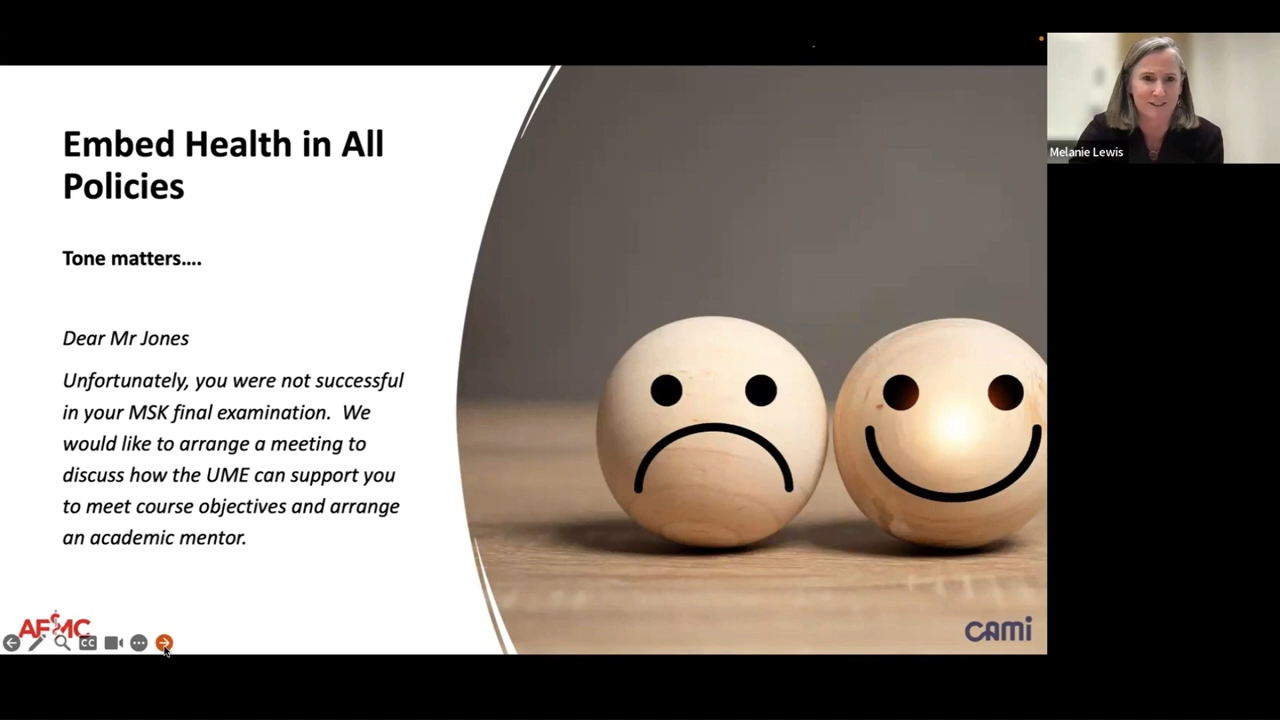 Embed Health in All
Policies
Tone matters....
Dear Mr Jones
Unfortunately, you were not successful
in your MSK final examination. We
would like to arrange a meeting to
discuss how the UME can support you
to meet course objectives and arrange
an academic mentor.
AFMC
CC
CAMi
Melanie Lewis